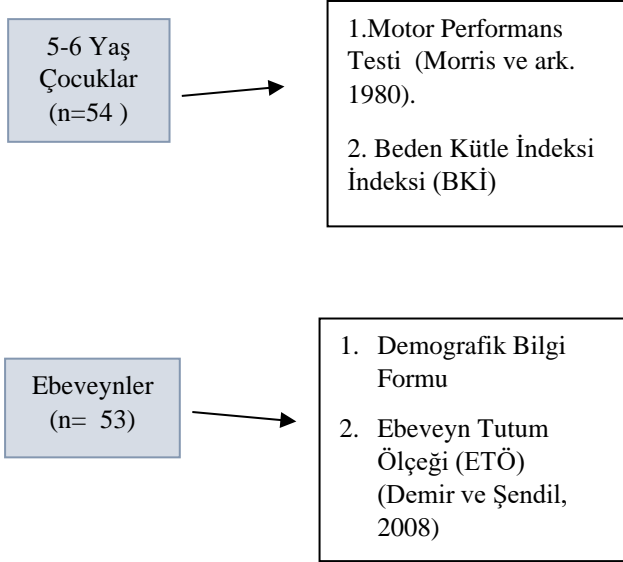 5-6 Yaş
Çocuklar
(n=54 )
1.Motor Performans
Testi (Morris ve ark.
1980).
2. Beden Kütle İndeksi
İndeksi (BKİ)
Ebeveynler
(n= 53)
1. Demografik Bilgi
Formu
2. Ebeveyn Tutum
Ölçeği (ETÖ)
(Demir ve Şendil,
2008)